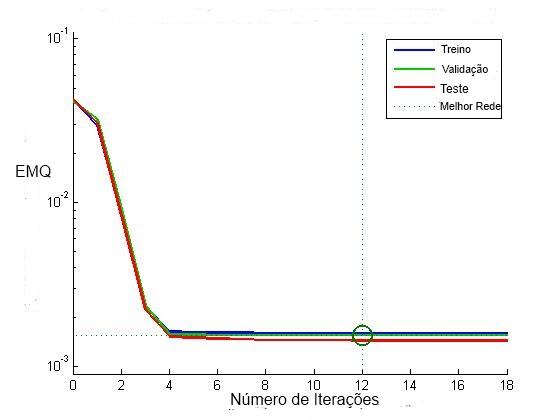 10^-1
Treino
Validação
Teste
Melhor Rede
EMQ
10^-2
10^-3
0 2 4 6 8 10 12 14 16 18
Número de Iterações